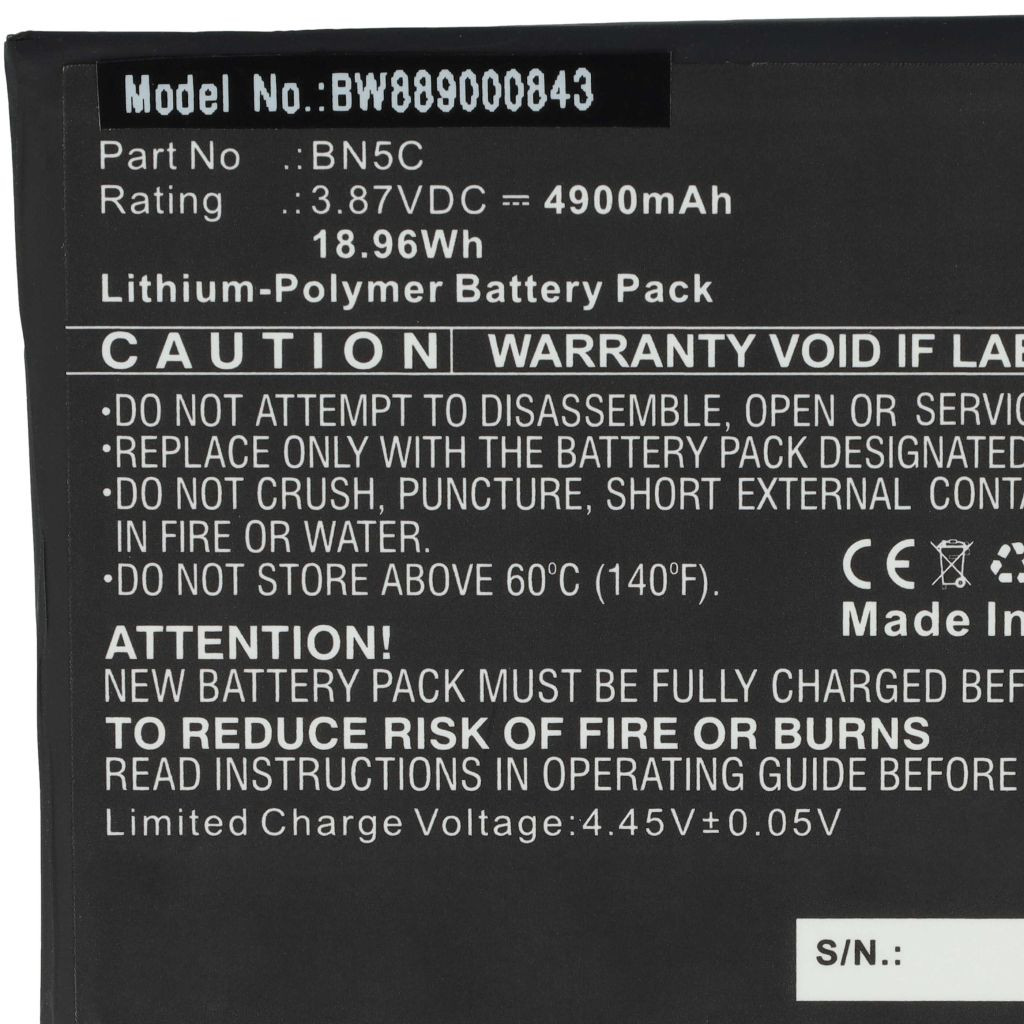 Model No.:BW889000843
Part No .:BN5C
Rating .:3.87VDC ⎓ 4900mAh
18.96Wh
Lithium-Polymer Battery Pack
CAUTION WARRANTY VOID IF LAB
•DO NOT ATTEMPT TO DISASSEMBLE, OPEN OR SERVIC
•REPLACE ONLY WITH THE BATTERY PACK DESIGNATED
•DO NOT CRUSH, PUNCTURE, SHORT EXTERNAL CONTA
IN FIRE OR WATER.
•DO NOT STORE ABOVE 60°C (140°F).
CE
Made In
ATTENTION!
NEW BATTERY PACK MUST BE FULLY CHARGED BEF
TO REDUCE RISK OF FIRE OR BURNS
READ INSTRUCTIONS IN OPERATING GUIDE BEFORE
Limited Charge Voltage:4.45V±0.05V
S/N.: